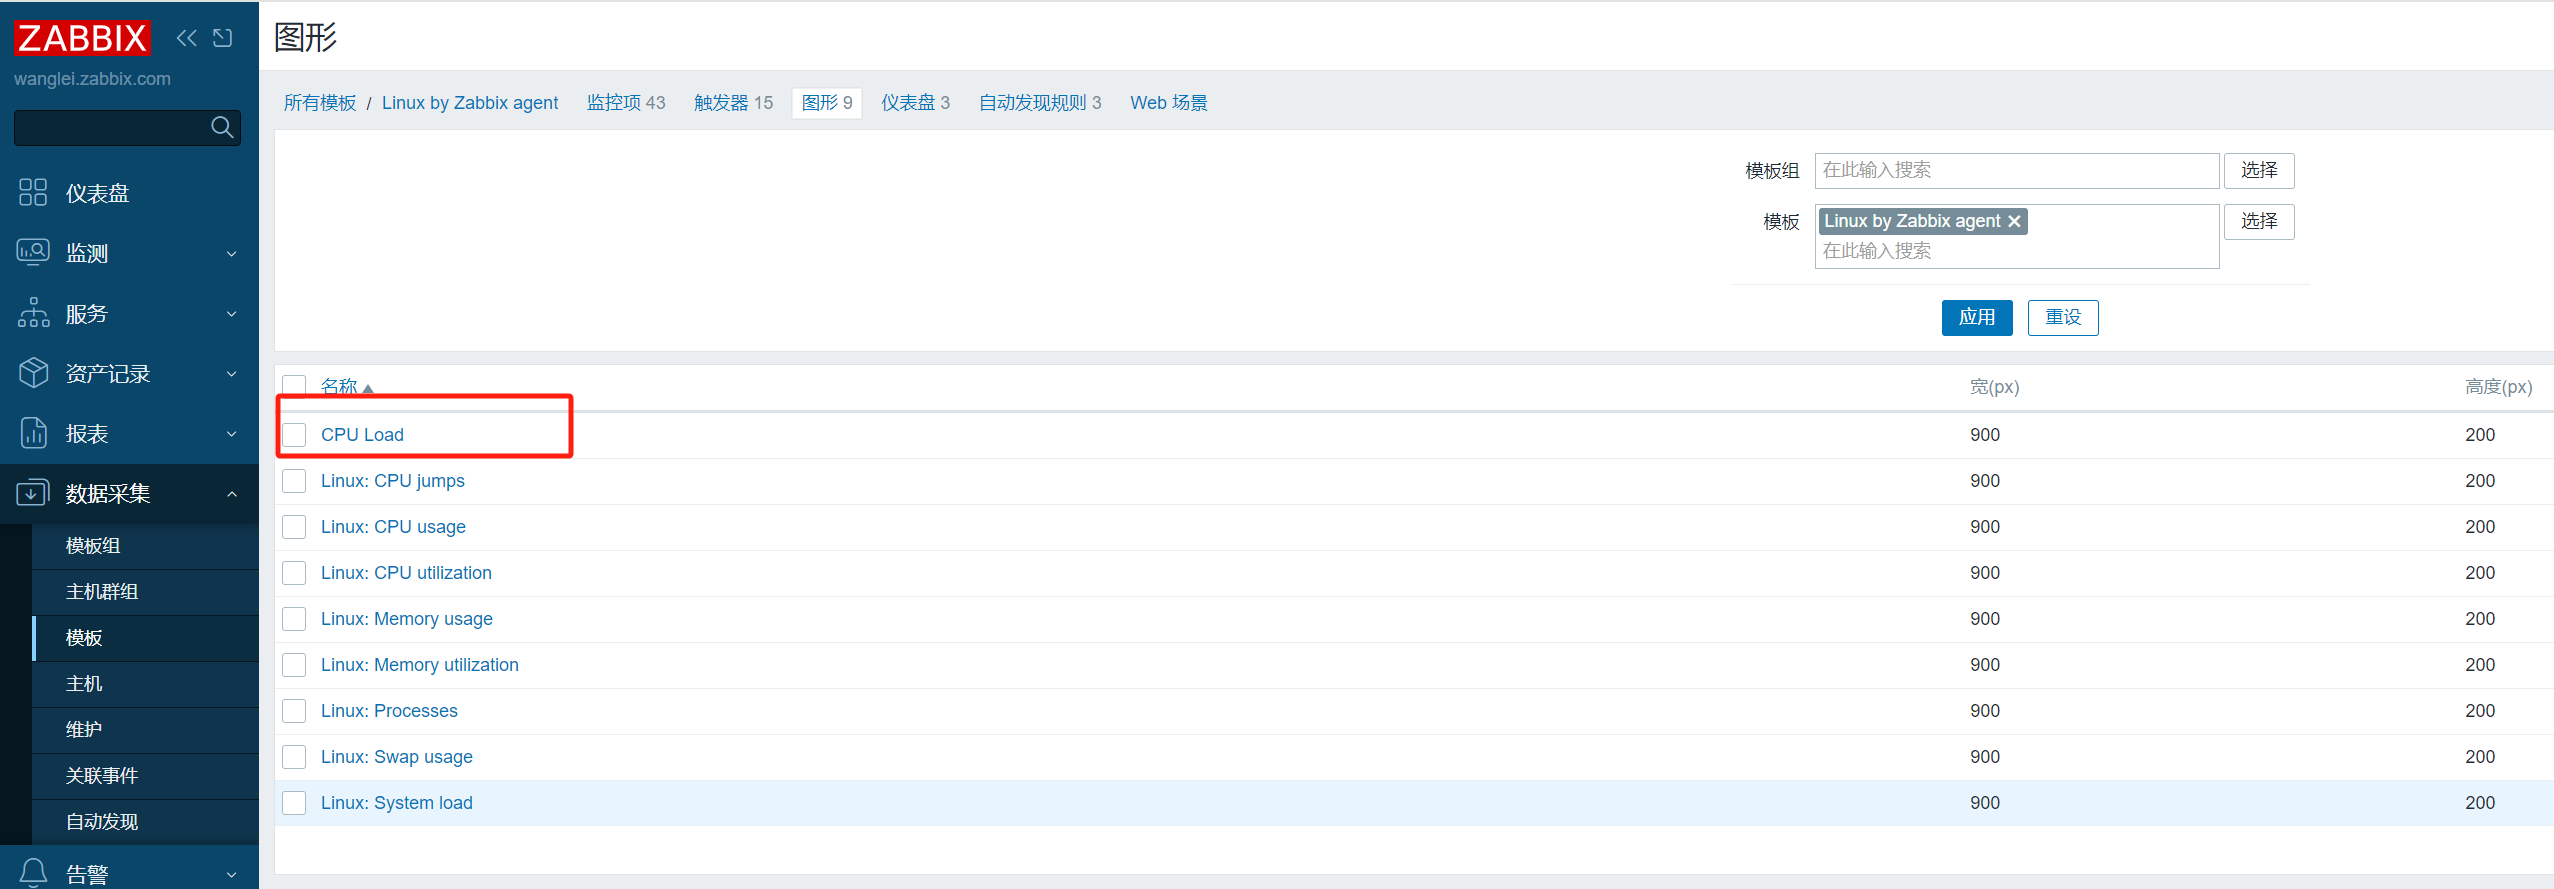 ZABBIX
wanglei.zabbix.com
仪表盘
监测
服务
资产记录
报表
数据采集
模板组
主机群组
模板
主机
维护
关联事件
自动发现
告警
图形
所有模板 / Linux by Zabbix agent 监控项 43 触发器 15 图形 9 仪表盘 3 自动发现规则 3 Web 场景
模板组 在此输入搜索 选择
模板 Linux by Zabbix agent 选择
在此输入搜索
应用 重设
名称 宽(px) 高度(px)
CPU Load 900 200
Linux: CPU jumps 900 200
Linux: CPU usage 900 200
Linux: CPU utilization 900 200
Linux: Memory usage 900 200
Linux: Memory utilization 900 200
Linux: Processes 900 200
Linux: Swap usage 900 200
Linux: System load 900 200